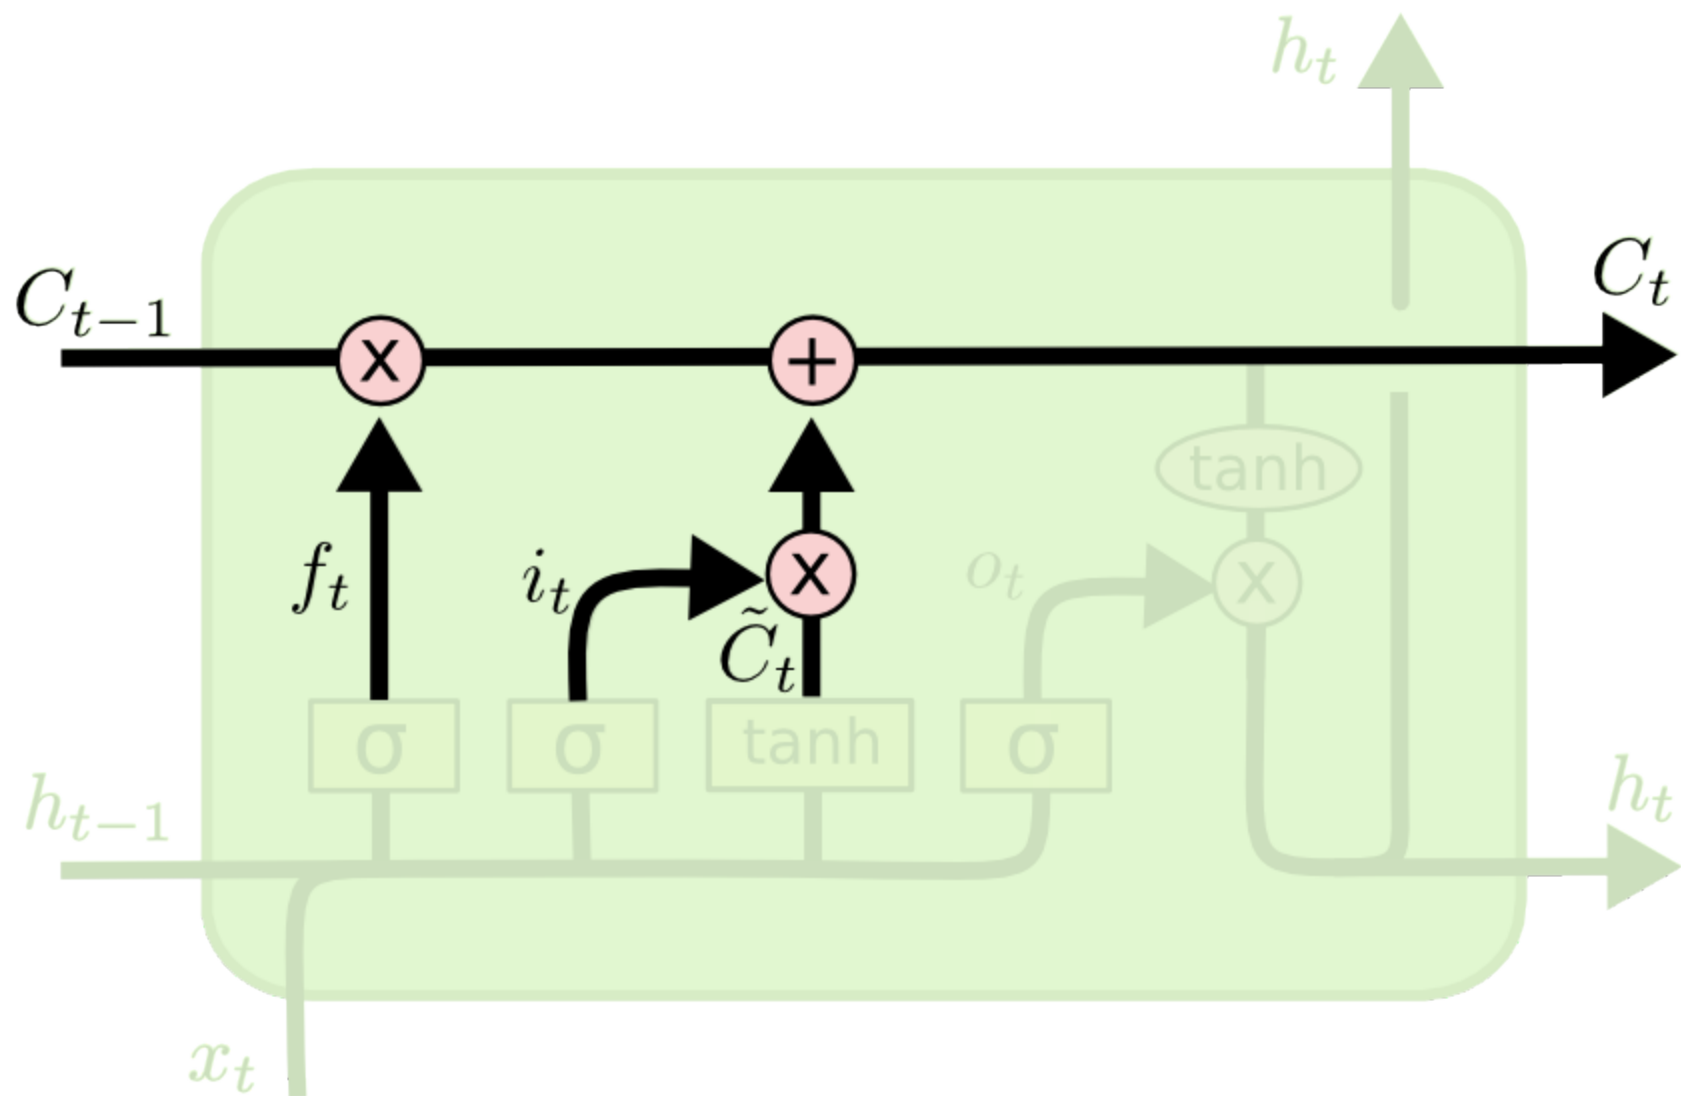 h_t
C_{t-1}
C_t
x
+
tanh
f_t
i_t
x
o_t
x
C̃_t
σ
σ
tanh
σ
h_{t-1}
h_t
x_t